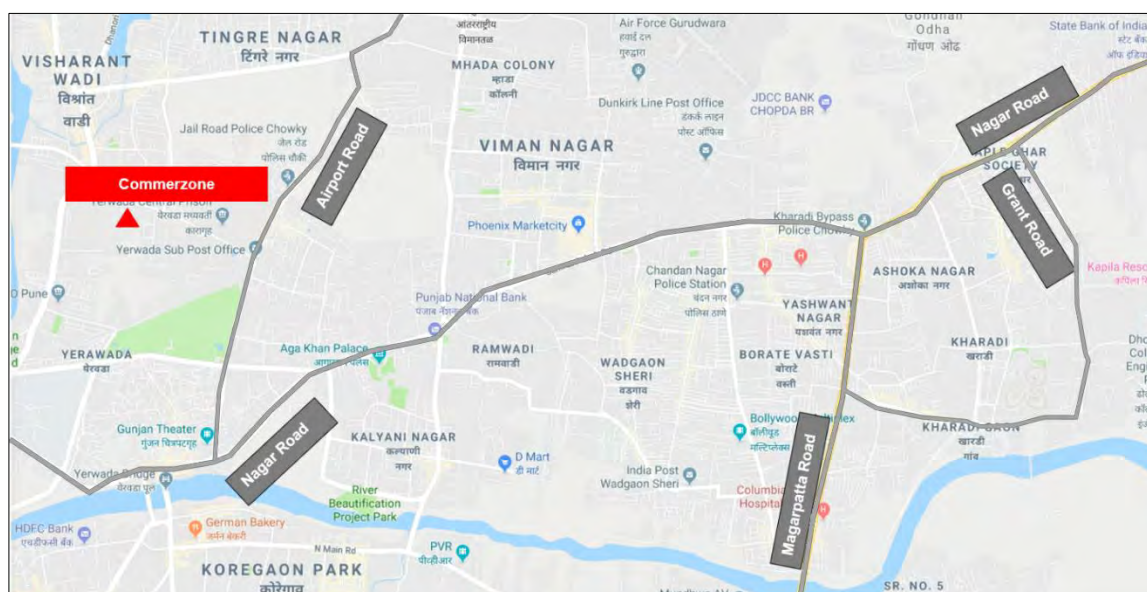 Air Force Gurudwara
हवाई दल
गुरुद्वारा
आंतरराष्ट्रीय
विमानतळ
Odha
गोंधण ओढ
State Bank of India
स्टेट बँक
ऑफ इंडिया
TINGRE NAGAR
टिंगरे नगर
VISHRANT
WADI
विश्रांत
वाडी
MHADA COLONY
म्हाडा
कॉलनी
Dunkirk Line Post Office
डंकर्क लाइन
पोस्ट ऑफिस
JDCC BANK
CHOPDA BR
Nagar Road
Jail Road Police Chowky
जेल रोड
पोलिस चौकी
Airport Road
VIMAN NAGAR
विमान नगर
SOCIETY
Grant Road
Commerzone
Yerwada Central Prison
येरवडा मध्यवर्ती
कारागृह
Yerwada Sub Post Office
Phoenix Marketcity
Kharadi Bypass
Police Chowky
Chandan Nagar
Police Station
चंदन नगर
पोलिस ठाणे
ASHOKA NAGAR
अशोका नगर
Kapila Reso
O Pune
Punjab National Bank
पंजाब नॅशनल बँक
YASHWANT
NAGAR
यशवंत नगर
YERAWADA
येरवडा
Aga Khan Palace
RAMWADI
रामवाडी
WADGAON
SHERI
वडगाव
शेरी
BORATE VASTI
बोराटे
वस्ती
KHARADI
खराडी
Gunjan Theater
गुंजन चित्रपटगृह
Nagar Road
KALYANI NAGAR
कल्याणी
नगर
D Mart
डी मार्ट
बॉलीवूड
मल्टिप्लेक्स
Magarpatta Road
KHARADI GAON
खारडी
गांव
Yerwada Bridge
येरवडा पूल
India Post
Wadgaon Sheri
Columbia
Hospital
River
Beautification
Project Park
HDFC Bank
एचडीएफसी बँक
German Bakery
जर्मन बेकरी
N Main Rd
PVR
पीव्हीआर
KOREGAON PARK
कोरेगाव
SR. NO. 5